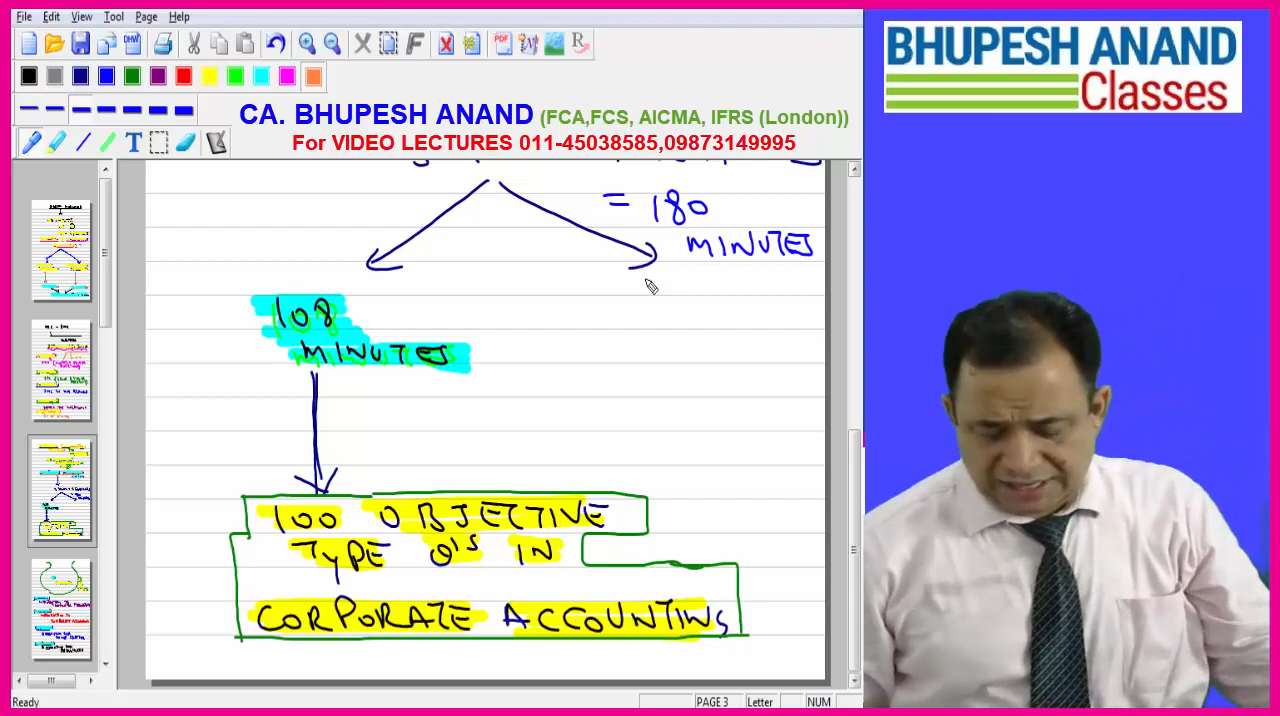 File Edit View Tool Page Help
BHUPESH ANAND
Classes
CA. BHUPESH ANAND (FCA,FCS, AICMA, IFRS (London))
For VIDEO LECTURES 011-45038585,09873149995
= 180
MINUTES
108
MINUTES
100 OBJECTIVE
TYPE Q'S IN
CORPORATE ACCOUNTING
Ready PAGE 3 Letter NUM